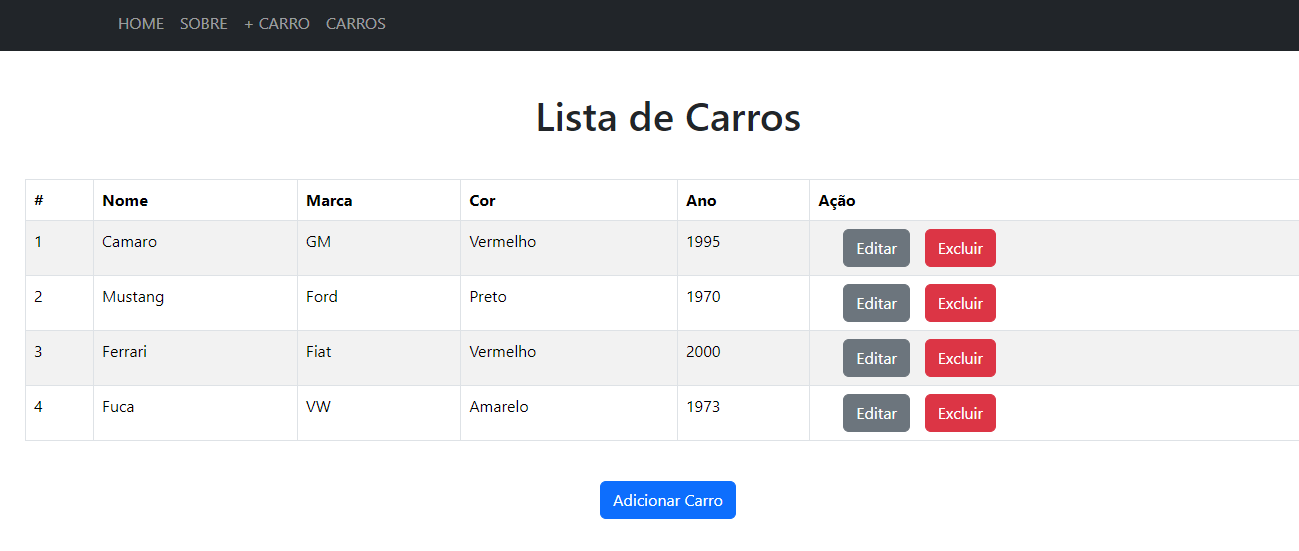 HOME SOBRE + CARRO CARROS
Lista de Carros
# Nome Marca Cor Ano Ação
1 Camaro GM Vermelho 1995 Editar Excluir
2 Mustang Ford Preto 1970 Editar Excluir
3 Ferrari Fiat Vermelho 2000 Editar Excluir
4 Fuca VW Amarelo 1973 Editar Excluir
Adicionar Carro